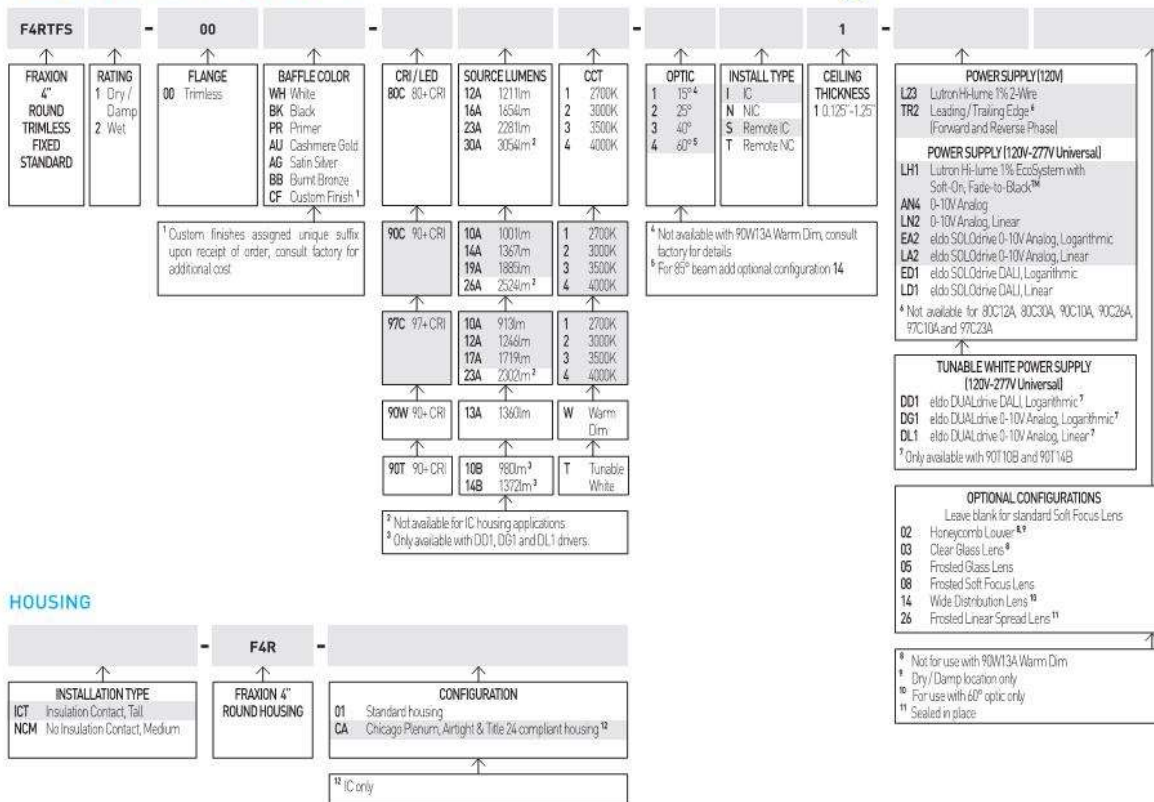 F4RTFS - 00 - - 1 -
FRAXION 4" ROUND TRIMLESS FIXED STANDARD
RATING
1 Dry / Damp
2 Wet
FLANGE
00 Trimless
BAFFLE COLOR
WH White
BK Black
PR Primer
AU Cashmere Gold
AG Satin Silver
BB Burnt Bronze
CF Custom Finish 1
1 Custom finishes assigned unique suffix
upon receipt of order, consult factory for
additional cost
CRI / LED
80C 80+ CRI
SOURCE LUMENS
12A 1211lm
16A 1654lm
23A 2281lm
30A 3054lm 2
CCT
1 2700K
2 3000K
3 3500K
4 4000K
90C 90+ CRI
10A 1001lm
14A 1367lm
19A 1885lm
26A 2524lm 2
1 2700K
2 3000K
3 3500K
4 4000K
97C 97+ CRI
10A 913lm
12A 1246lm
17A 1719lm
23A 2302lm 2
1 2700K
2 3000K
3 3500K
4 4000K
90W 90+ CRI
13A 1360lm
W Warm Dim
90T 90+ CRI
10B 980lm 3
14B 1372lm 3
T Tunable White
2 Not available for IC housing applications
3 Only available with DD1, DG1 and DL1 drivers.
OPTIC
1 15° 4
2 25°
3 40°
4 60° 5
INSTALL TYPE
I IC
N NIC
S Remote IC
T Remote NC
CEILING THICKNESS
1 0.125"-1.25"
4 Not available with 90W13A Warm Dim, consult
factory for details
5 For 85° beam add optional configuration 14
POWER SUPPLY (120V)
L23 Lutron Hi-lume 1% 2-Wire
TR2 Leading / Trailing Edge 6
(Forward and Reverse Phase)
POWER SUPPLY (120V-277V Universal)
LH1 Lutron Hi-lume 1% EcoSystem with
Soft-On, Fade-to-Black™
AN4 0-10V Analog
LN2 0-10V Analog, Linear
EA2 eldo SOLOdrive 0-10V Analog, Logarithmic
LA2 eldo SOLOdrive 0-10V Analog, Linear
ED1 eldo SOLOdrive DALI, Logarithmic
LD1 eldo SOLOdrive DALI, Linear
6 Not available for 80C12A, 80C30A, 90C10A, 90C26A,
97C10A and 97C23A
TUNABLE WHITE POWER SUPPLY
(120V-277V Universal)
DD1 eldo DUALdrive DALI, Logarithmic 7
DG1 eldo DUALdrive 0-10V Analog, Logarithmic 7
DL1 eldo DUALdrive 0-10V Analog, Linear 7
7 Only available with 90T10B and 90T14B
OPTIONAL CONFIGURATIONS
Leave blank for standard Soft Focus Lens
02 Honeycomb Louver 8,9
03 Clear Glass Lens 8
05 Frosted Glass Lens
08 Frosted Soft Focus Lens
14 Wide Distribution Lens 10
26 Frosted Linear Spread Lens 11
8 Not for use with 90W13A Warm Dim
9 Dry / Damp location only
10 For use with 60° optic only
11 Sealed in place
HOUSING
- F4R -
INSTALLATION TYPE
ICT Insulation Contact, Tall
NCM No Insulation Contact, Medium
FRAXION 4"
ROUND HOUSING
CONFIGURATION
01 Standard housing
CA Chicago Plenum, Airtight & Title 24 compliant housing 12
12 IC only